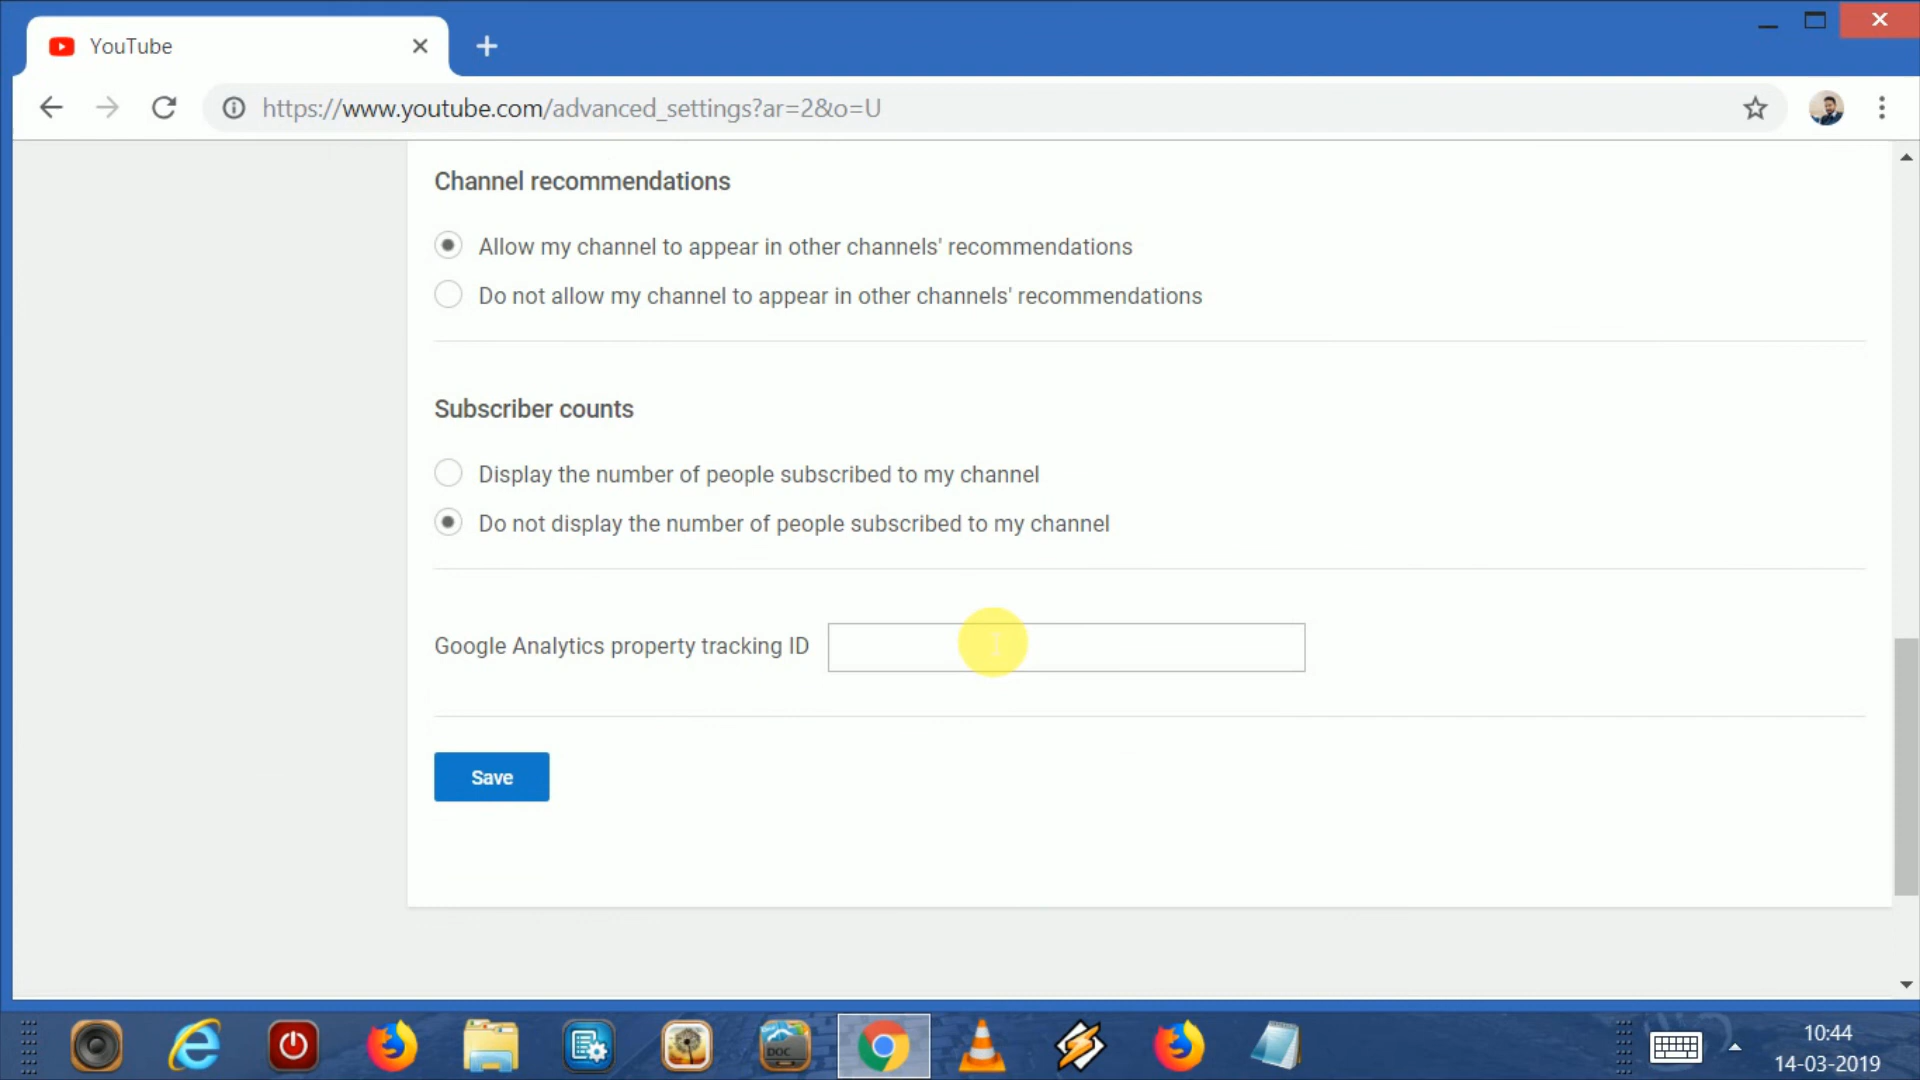 YouTube
https://www.youtube.com/advanced_settings?ar=2&o=U
Channel recommendations
Allow my channel to appear in other channels' recommendations
Do not allow my channel to appear in other channels' recommendations
Subscriber counts
Display the number of people subscribed to my channel
Do not display the number of people subscribed to my channel
Google Analytics property tracking ID
Save
DOC
10:44
14-03-2019